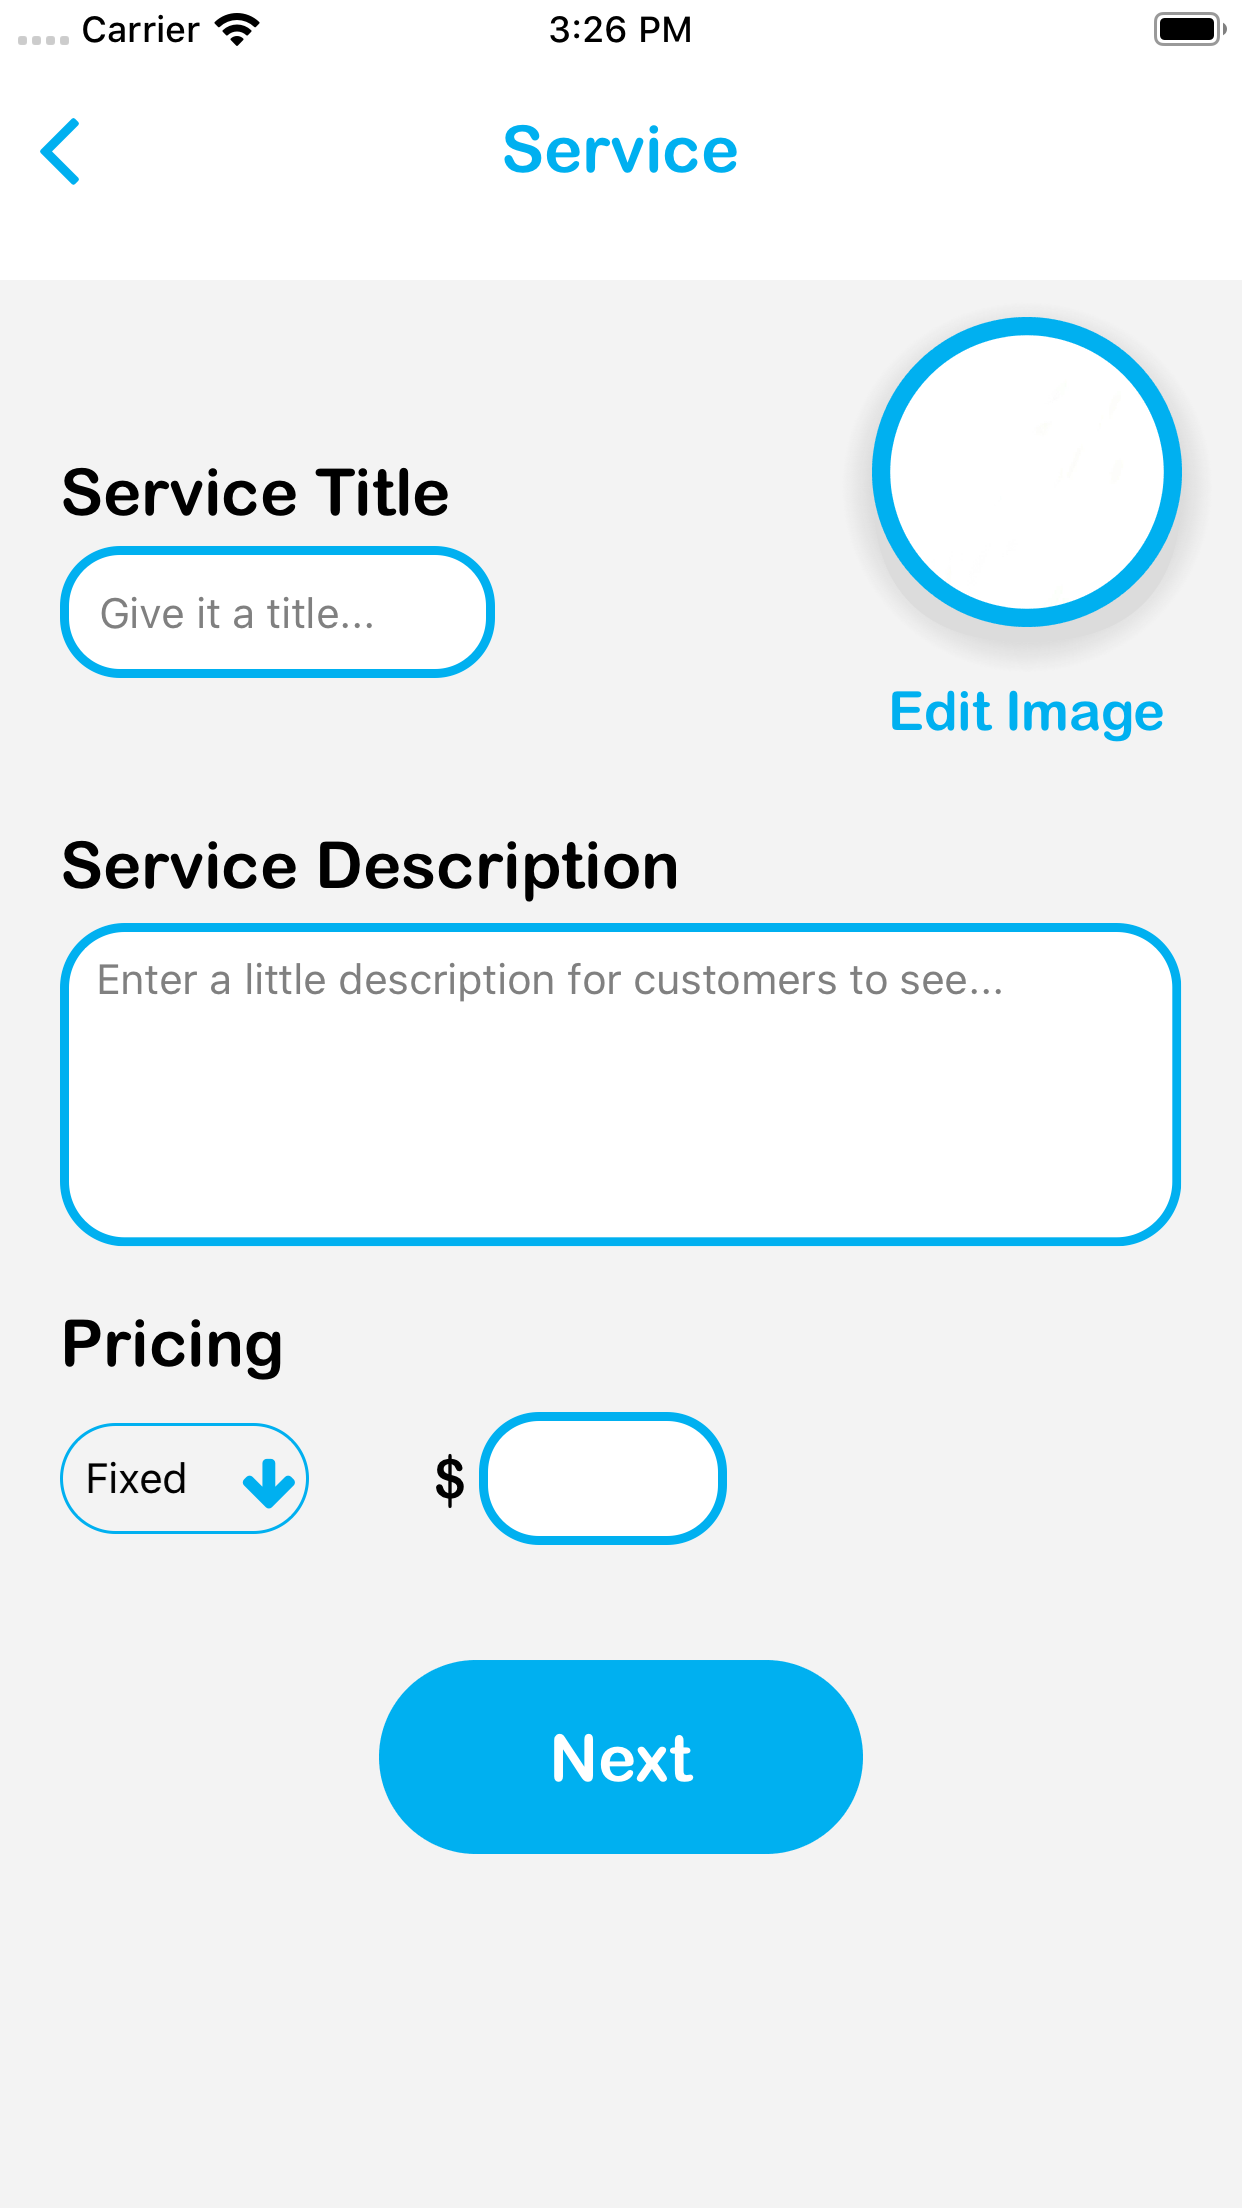 Carrier 3:26 PM
Service
Service Title
Give it a title...
Edit Image
Service Description
Enter a little description for customers to see...
Pricing
Fixed $
Next